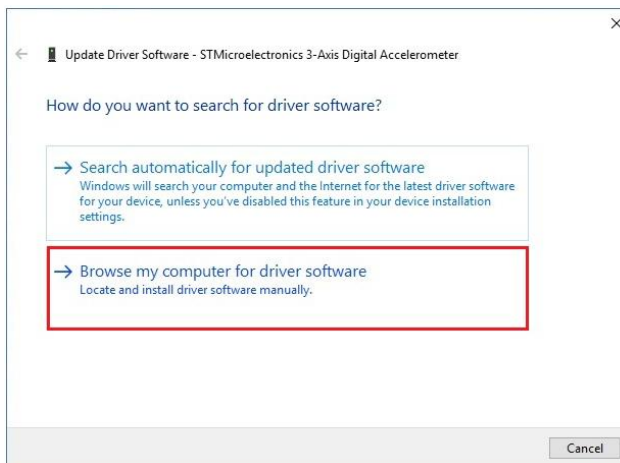 Update Driver Software - STMicroelectronics 3-Axis Digital Accelerometer
How do you want to search for driver software?
Search automatically for updated driver software
Windows will search your computer and the Internet for the latest driver software
for your device, unless you've disabled this feature in your device installation
settings.
Browse my computer for driver software
Locate and install driver software manually.
Cancel